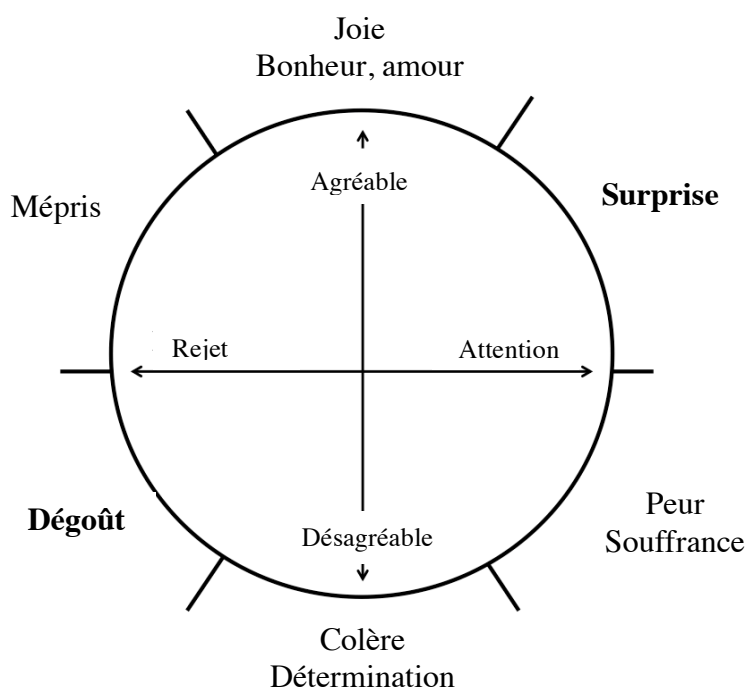 Joie
Bonheur, amour
Agréable
Surprise
Mépris
Rejet
Attention
Dégoût
Peur
Souffrance
Désagréable
Colère
Détermination